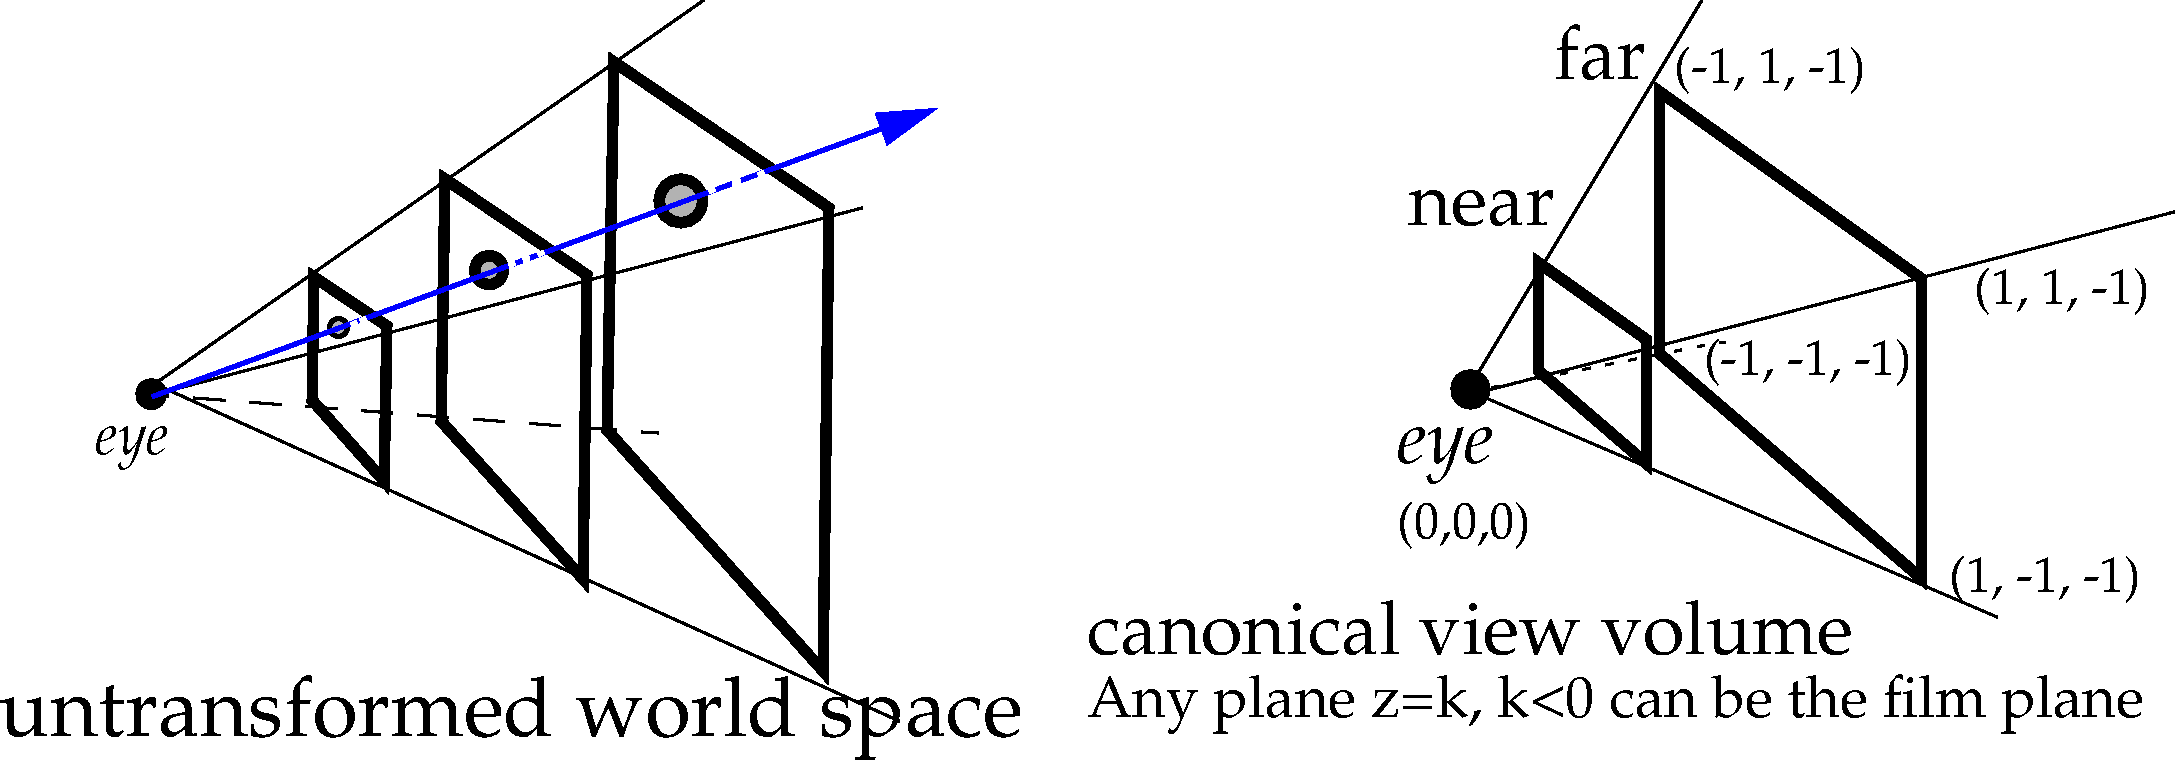 eye
untransformed world space
far
(-1, 1, -1)
near
(1, 1, -1)
(-1, -1, -1)
eye
(0,0,0)
(1, -1, -1)
canonical view volume
Any plane z=k, k<0 can be the film plane